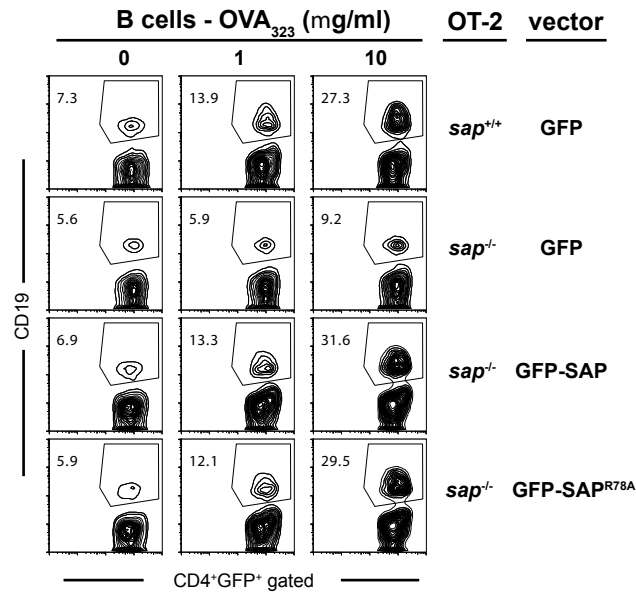 B cells - OVA323 (mg/ml) OT-2 vector
0 1 10
7.3 13.9 27.3 sap+/+ GFP
5.6 5.9 9.2 sap-/- GFP
6.9 13.3 31.6 sap-/- GFP-SAP
5.9 12.1 29.5 sap-/- GFP-SAPR78A
CD19
CD4+GFP+ gated